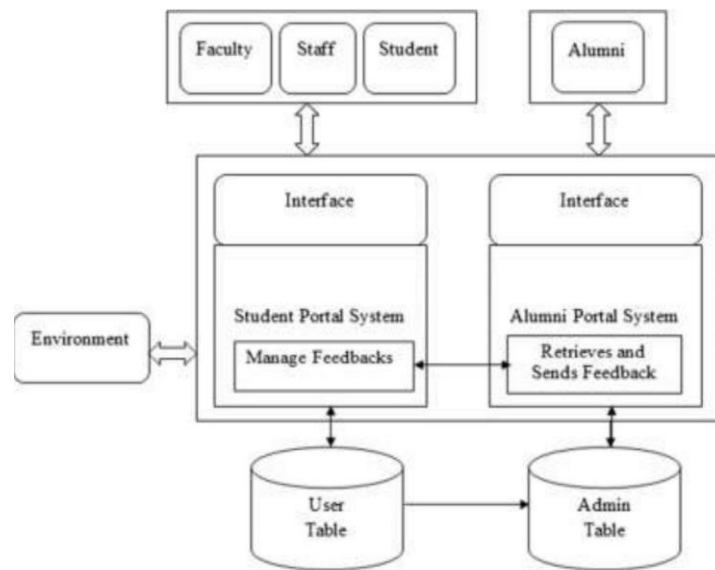 Faculty
Staff
Student
Alumni
Interface
Interface
Student Portal System
Alumni Portal System
Environment
Manage Feedbacks
Retrieves and
Sends Feedback
User
Table
Admin
Table